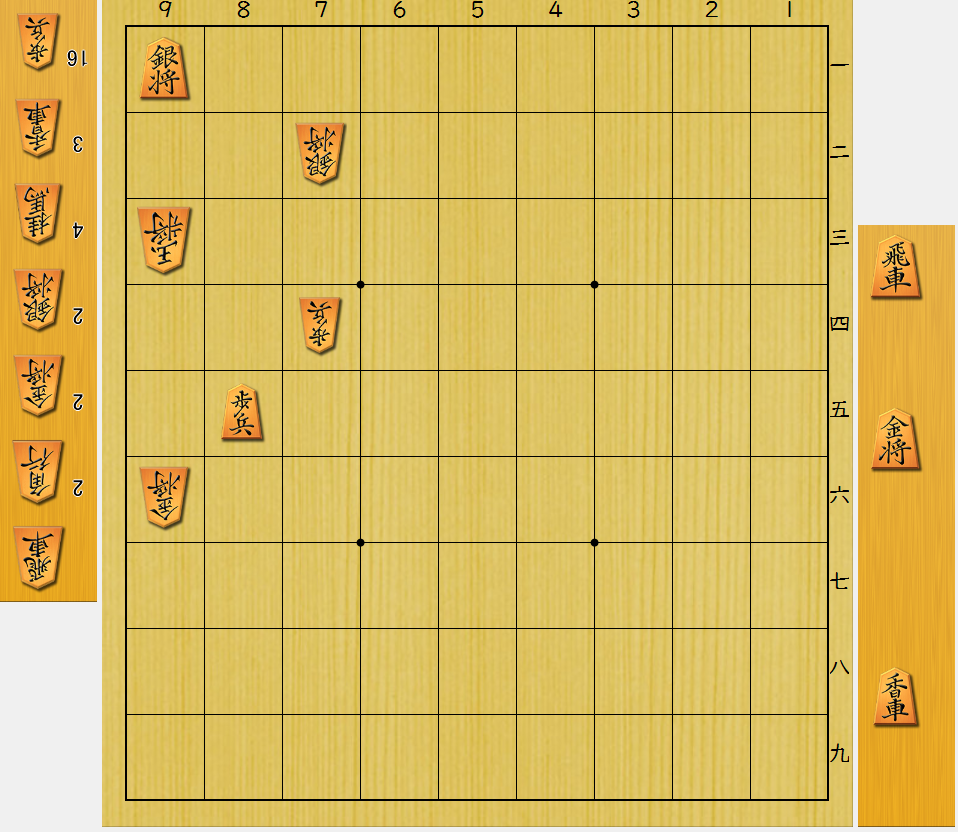 9 8 7 6 5 4 3 2 1
一
二
三
四
五
六
七
八
九
歩兵 16
香車 3
桂馬 4
銀将 2
金将 2
角行 2
飛車
銀将
銀将
玉将
歩兵
歩兵
金将
飛車
金将
香車